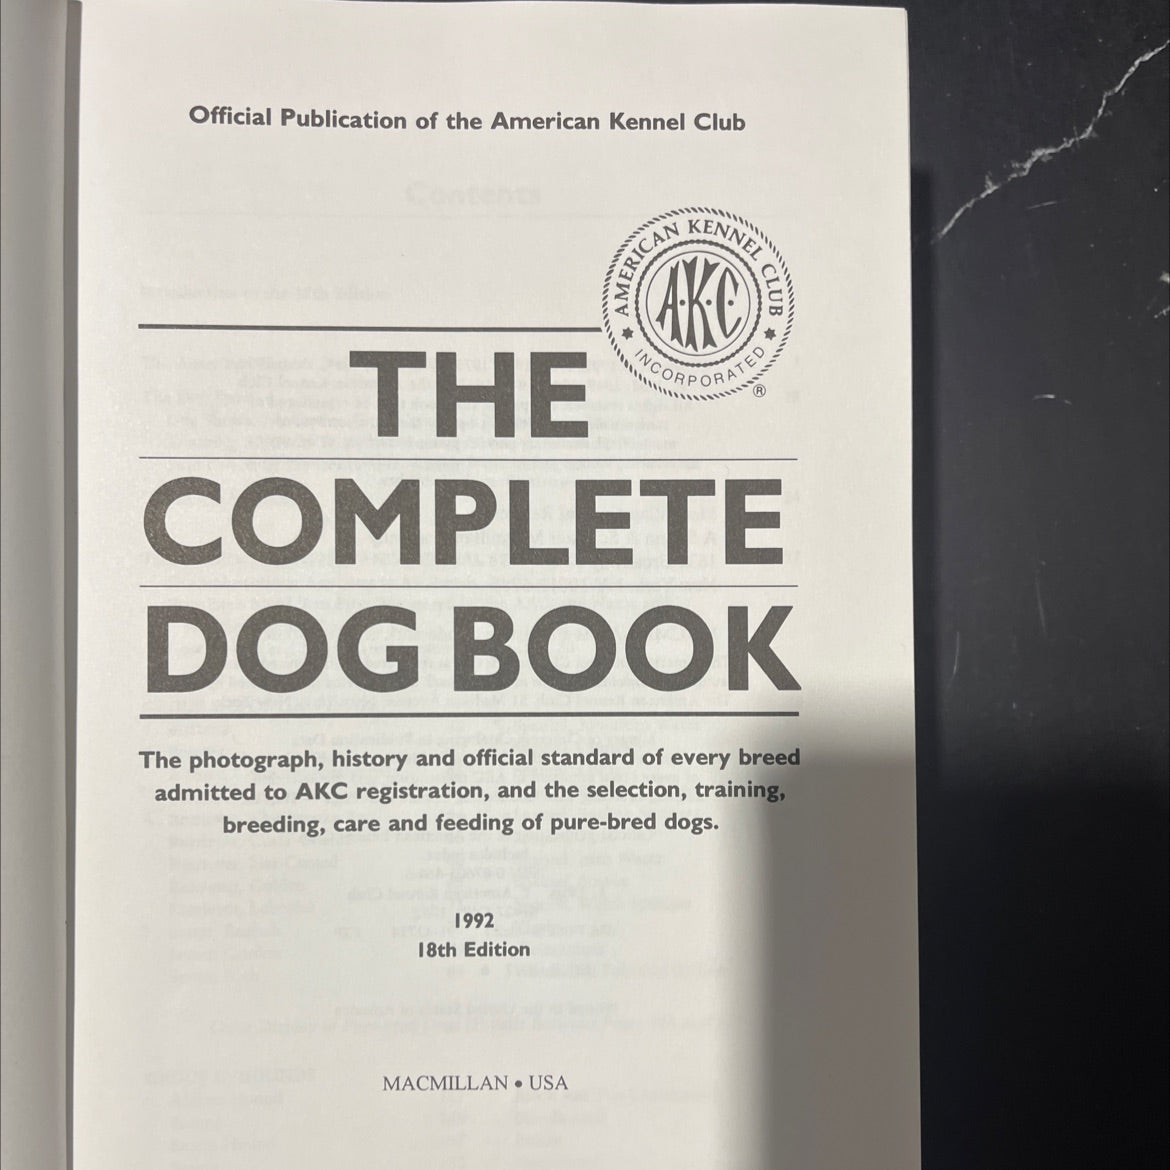 Official Publication of the American Kennel Club
AMERICAN KENNEL CLUB
A·K·C
INCORPORATED
®
THE
COMPLETE
DOG BOOK
The photograph, history and official standard of every breed
admitted to AKC registration, and the selection, training,
breeding, care and feeding of pure-bred dogs.
1992
18th Edition
MACMILLAN • USA